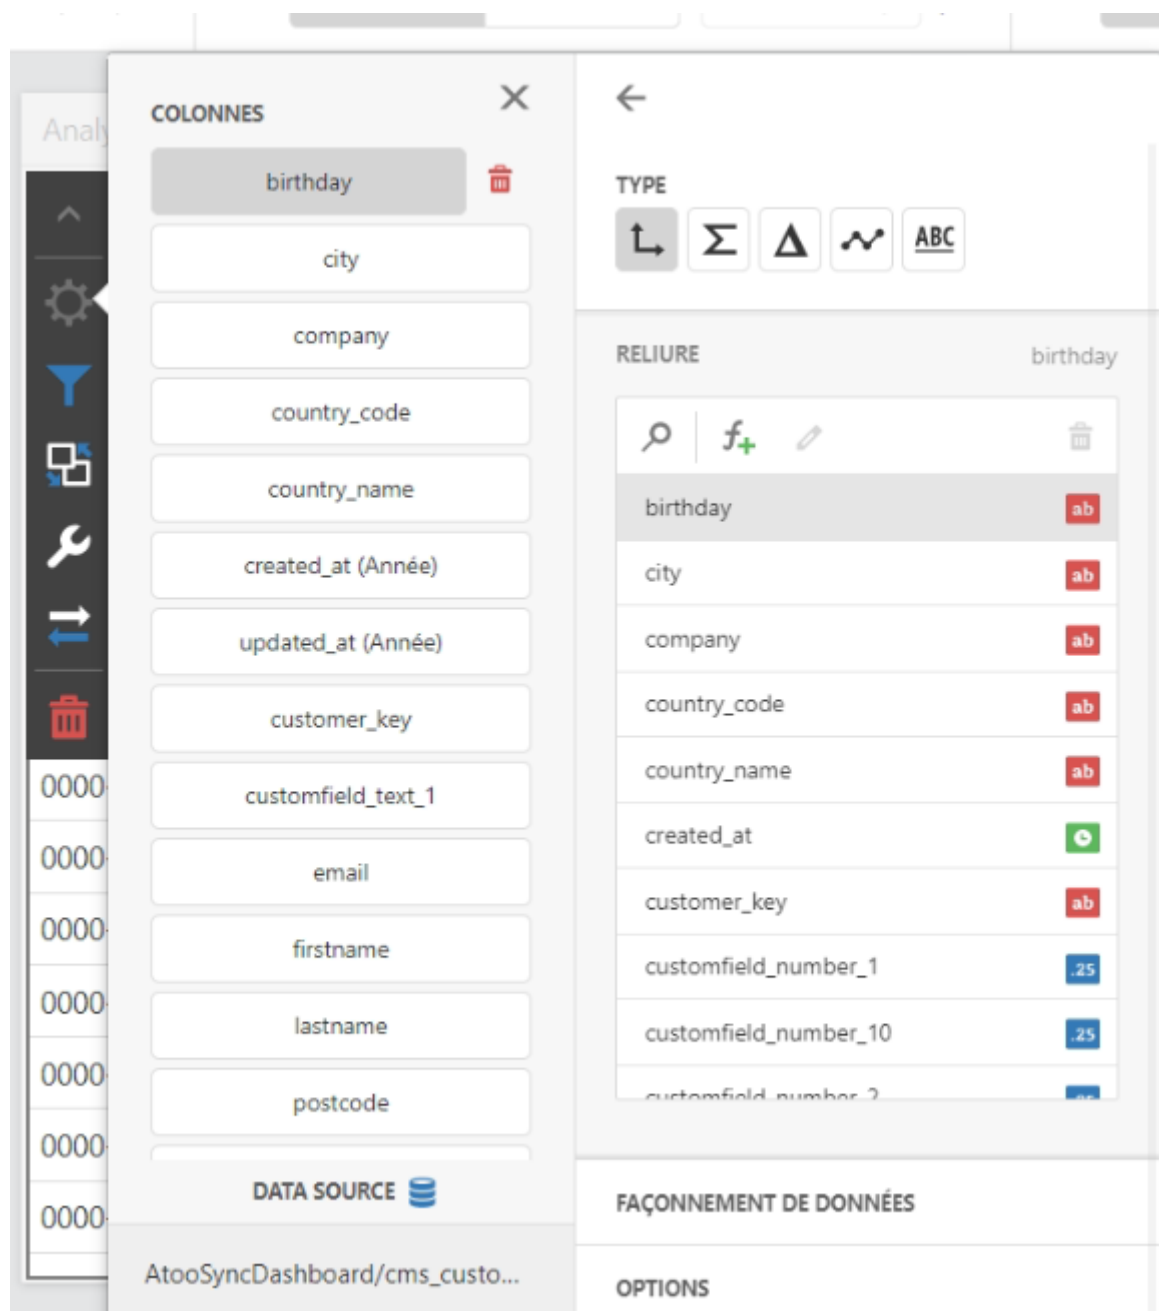 Analy
COLONNES
birthday
city
company
country_code
country_name
created_at (Année)
updated_at (Année)
customer_key
customfield_text_1
email
firstname
lastname
postcode
DATA SOURCE
AtooSyncDashboard/cms_custo...
0000
0000
0000
0000
0000
0000
0000
TYPE
ABC
RELIURE birthday
birthday ab
city ab
company ab
country_code ab
country_name ab
created_at
customer_key ab
customfield_number_1 .25
customfield_number_10 .25
customfield_number_2 .25
FAÇONNEMENT DE DONNÉES
OPTIONS